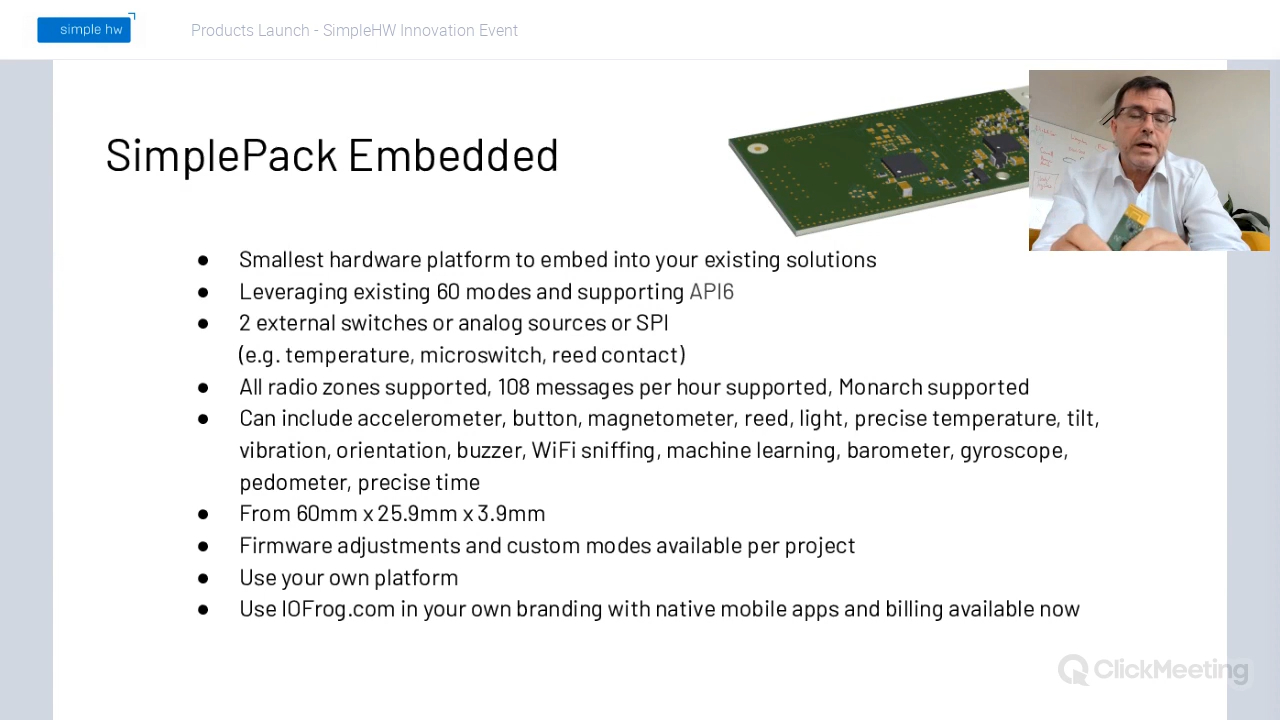 simple hw
Products Launch - SimpleHW Innovation Event
SimplePack Embedded
● Smallest hardware platform to embed into your existing solutions
● Leveraging existing 60 modes and supporting API6
● 2 external switches or analog sources or SPI
(e.g. temperature, microswitch, reed contact)
● All radio zones supported, 108 messages per hour supported, Monarch supported
● Can include accelerometer, button, magnetometer, reed, light, precise temperature, tilt,
vibration, orientation, buzzer, WiFi sniffing, machine learning, barometer, gyroscope,
pedometer, precise time
● From 60mm x 25.9mm x 3.9mm
● Firmware adjustments and custom modes available per project
● Use your own platform
● Use IOFrog.com in your own branding with native mobile apps and billing available now
ClickMeeting